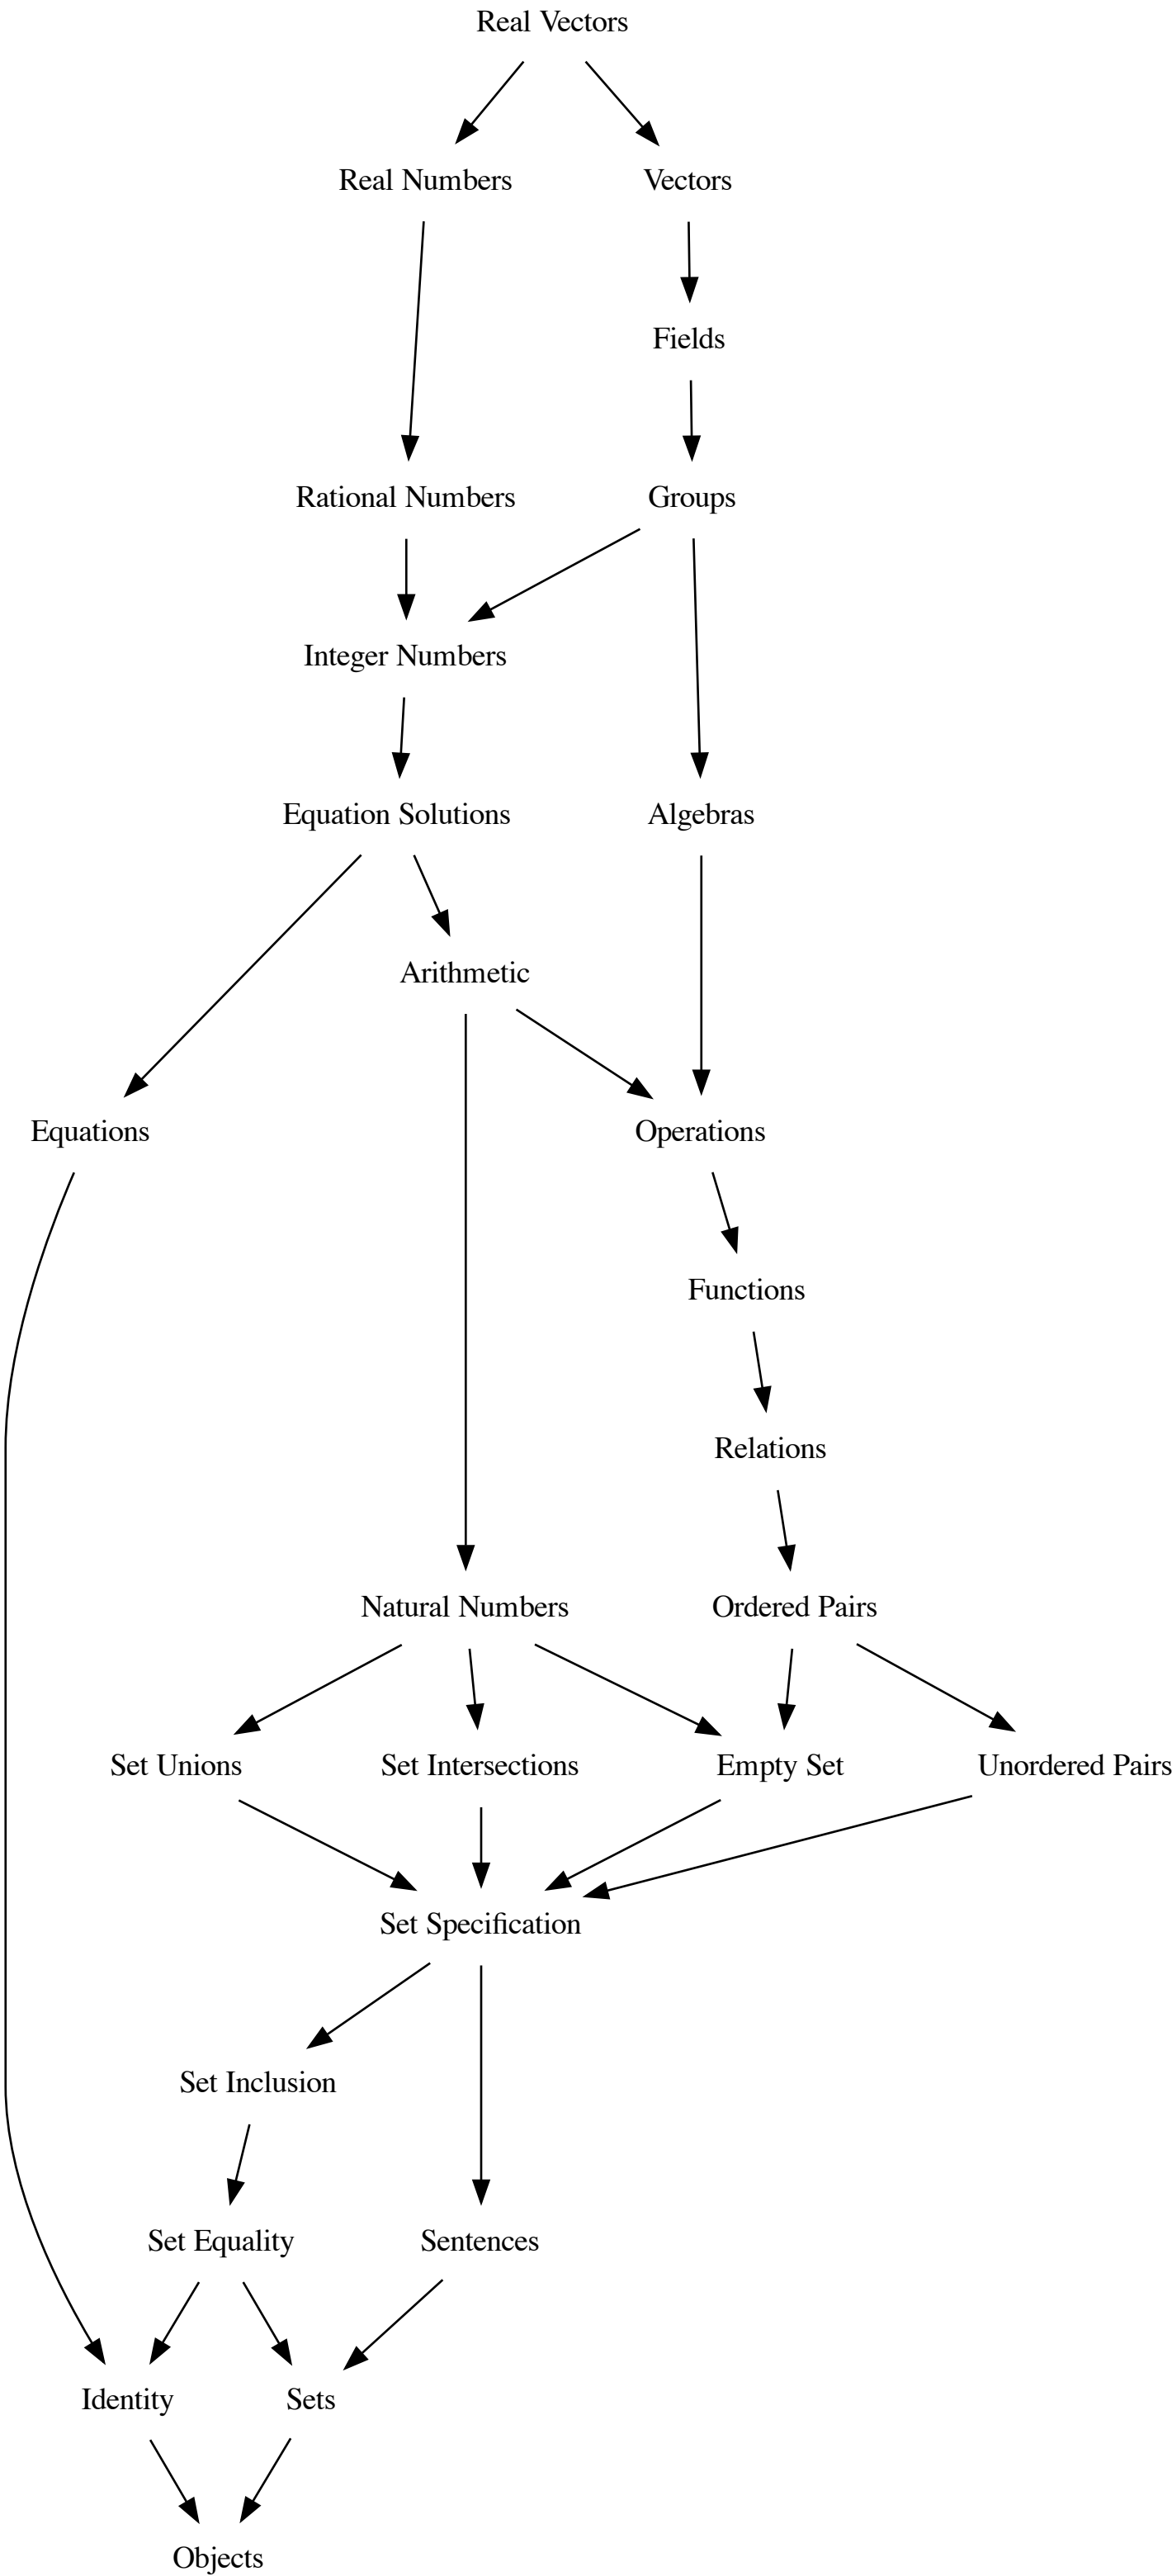 Real Vectors
Real Numbers
Vectors
Fields
Rational Numbers
Groups
Integer Numbers
Equation Solutions
Algebras
Arithmetic
Equations
Operations
Functions
Relations
Natural Numbers
Ordered Pairs
Set Unions
Set Intersections
Empty Set
Unordered Pairs
Set Specification
Set Inclusion
Set Equality
Sentences
Identity
Sets
Objects